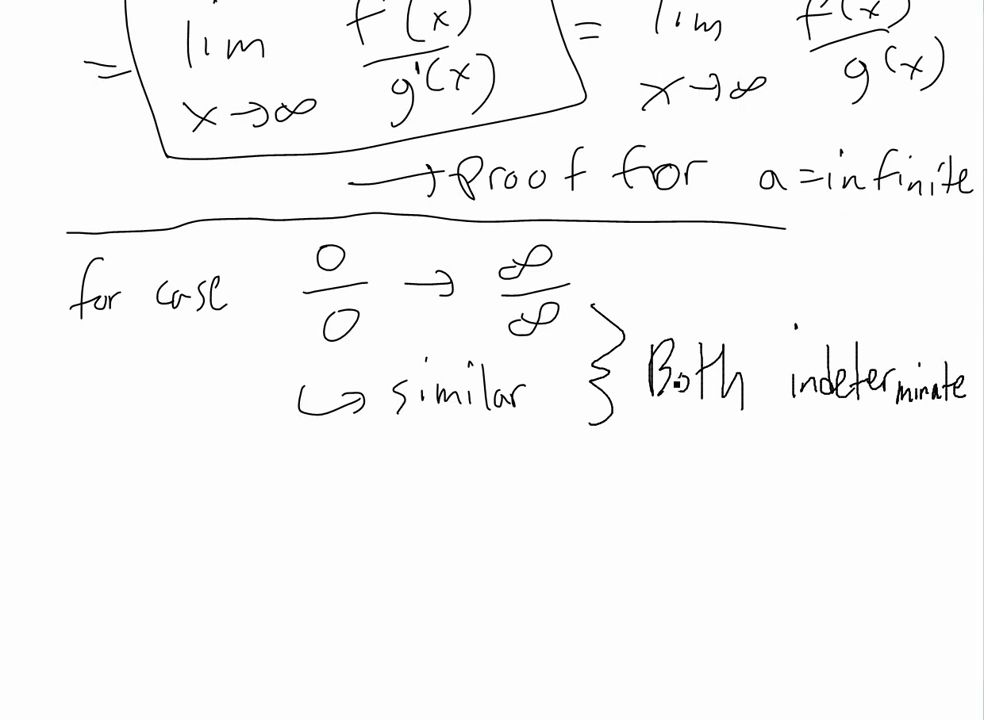 = lim x→∞ f'(x)/g'(x) = lim x→∞ f(x)/g(x)
→ Proof for a = infinite
for case 0/0 → ∞/∞
↪ similar } Both indeterminate